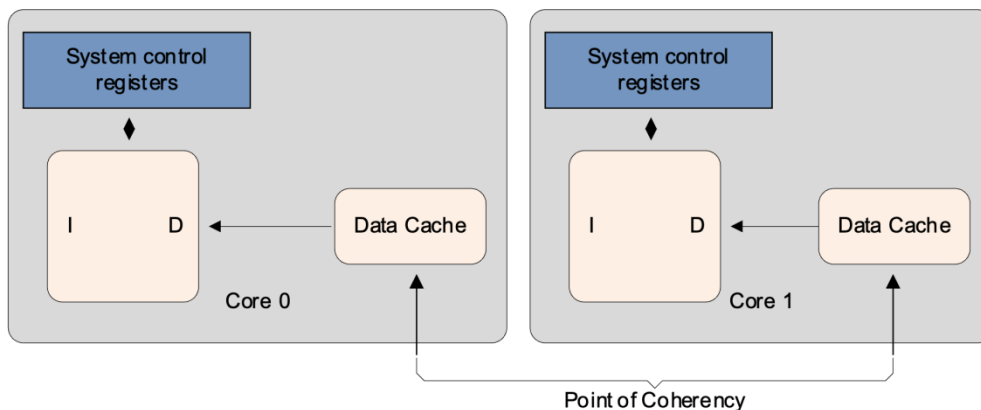 System control
registers
I
D
Data Cache
Core 0
System control
registers
I
D
Data Cache
Core 1
Point of Coherency